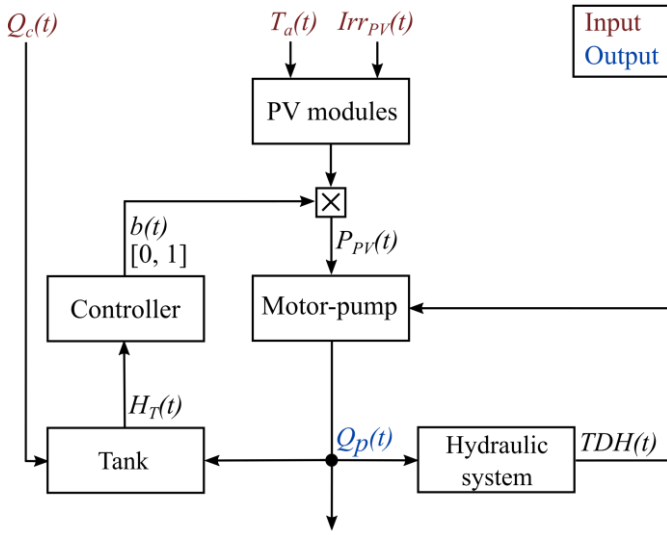 Q_c(t)
T_a(t)
Irr_PV(t)
Input
Output
PV modules
×
b(t)
[0, 1]
P_PV(t)
Controller
Motor-pump
H_T(t)
Q_p(t)
Tank
Hydraulic
system
TDH(t)